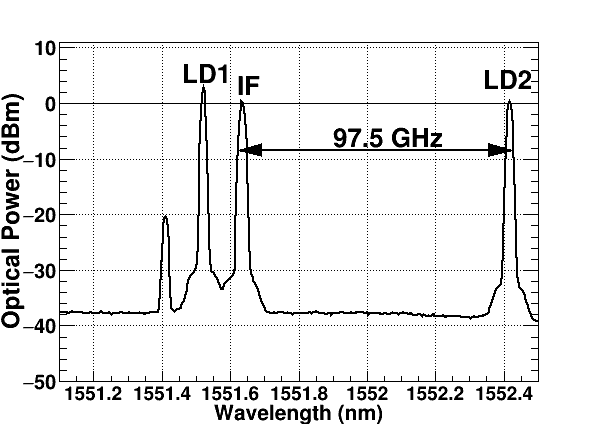 10
LD1
IF
LD2
0
97.5 GHz
−10
−20
−30
−40
−50
Optical Power (dBm)
1551.2 1551.4 1551.6 1551.8 1552 1552.2 1552.4
Wavelength (nm)